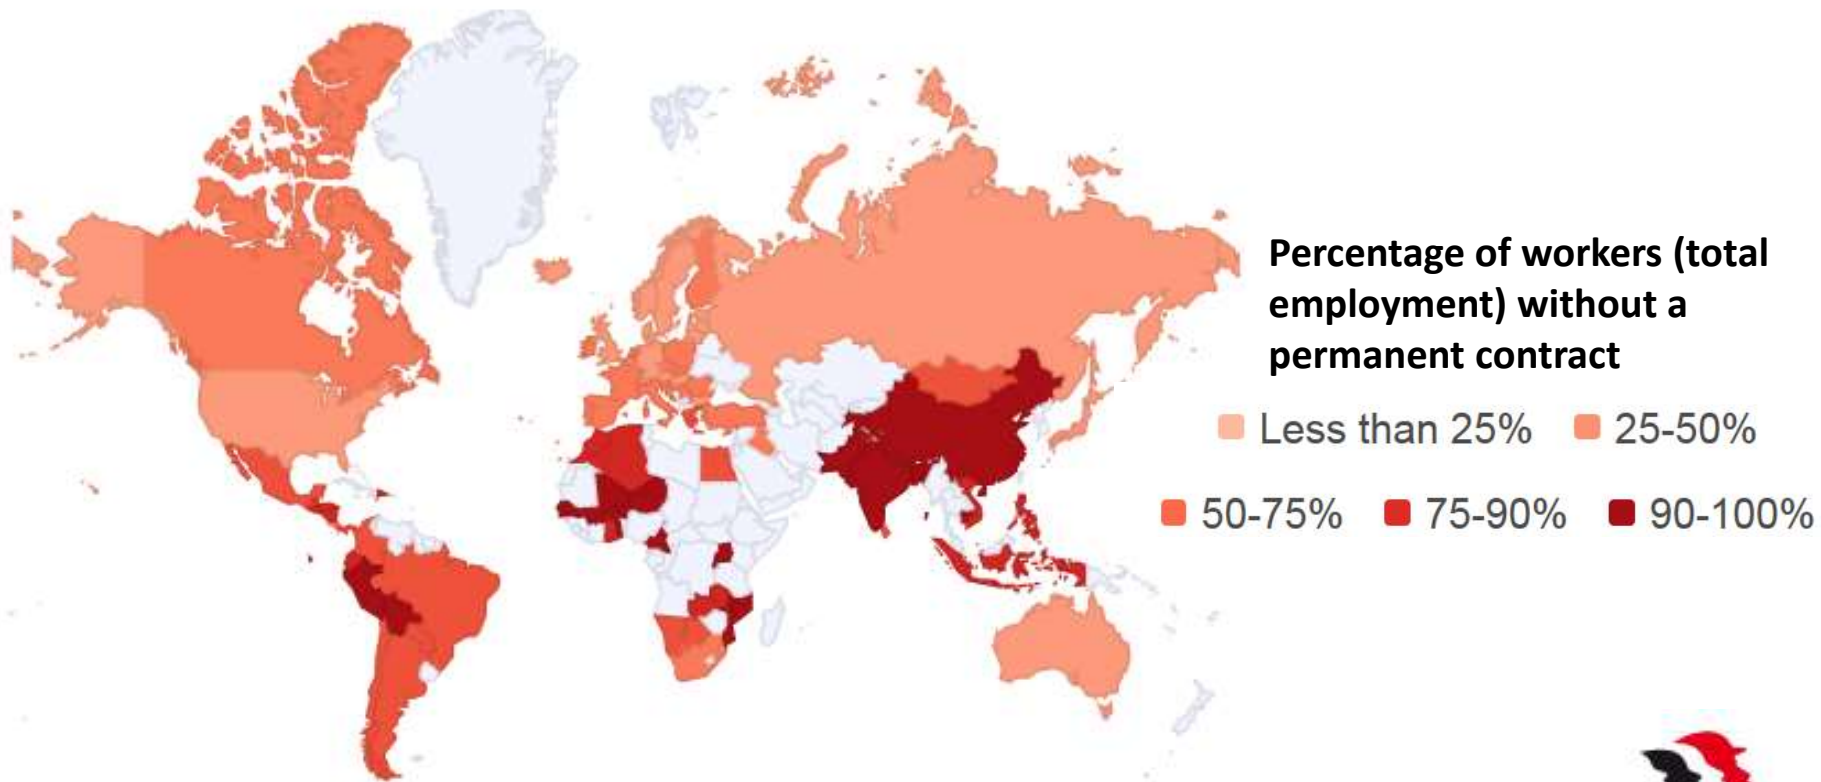 Percentage of workers (total
employment) without a
permanent contract
Less than 25% 25-50%
50-75% 75-90% 90-100%